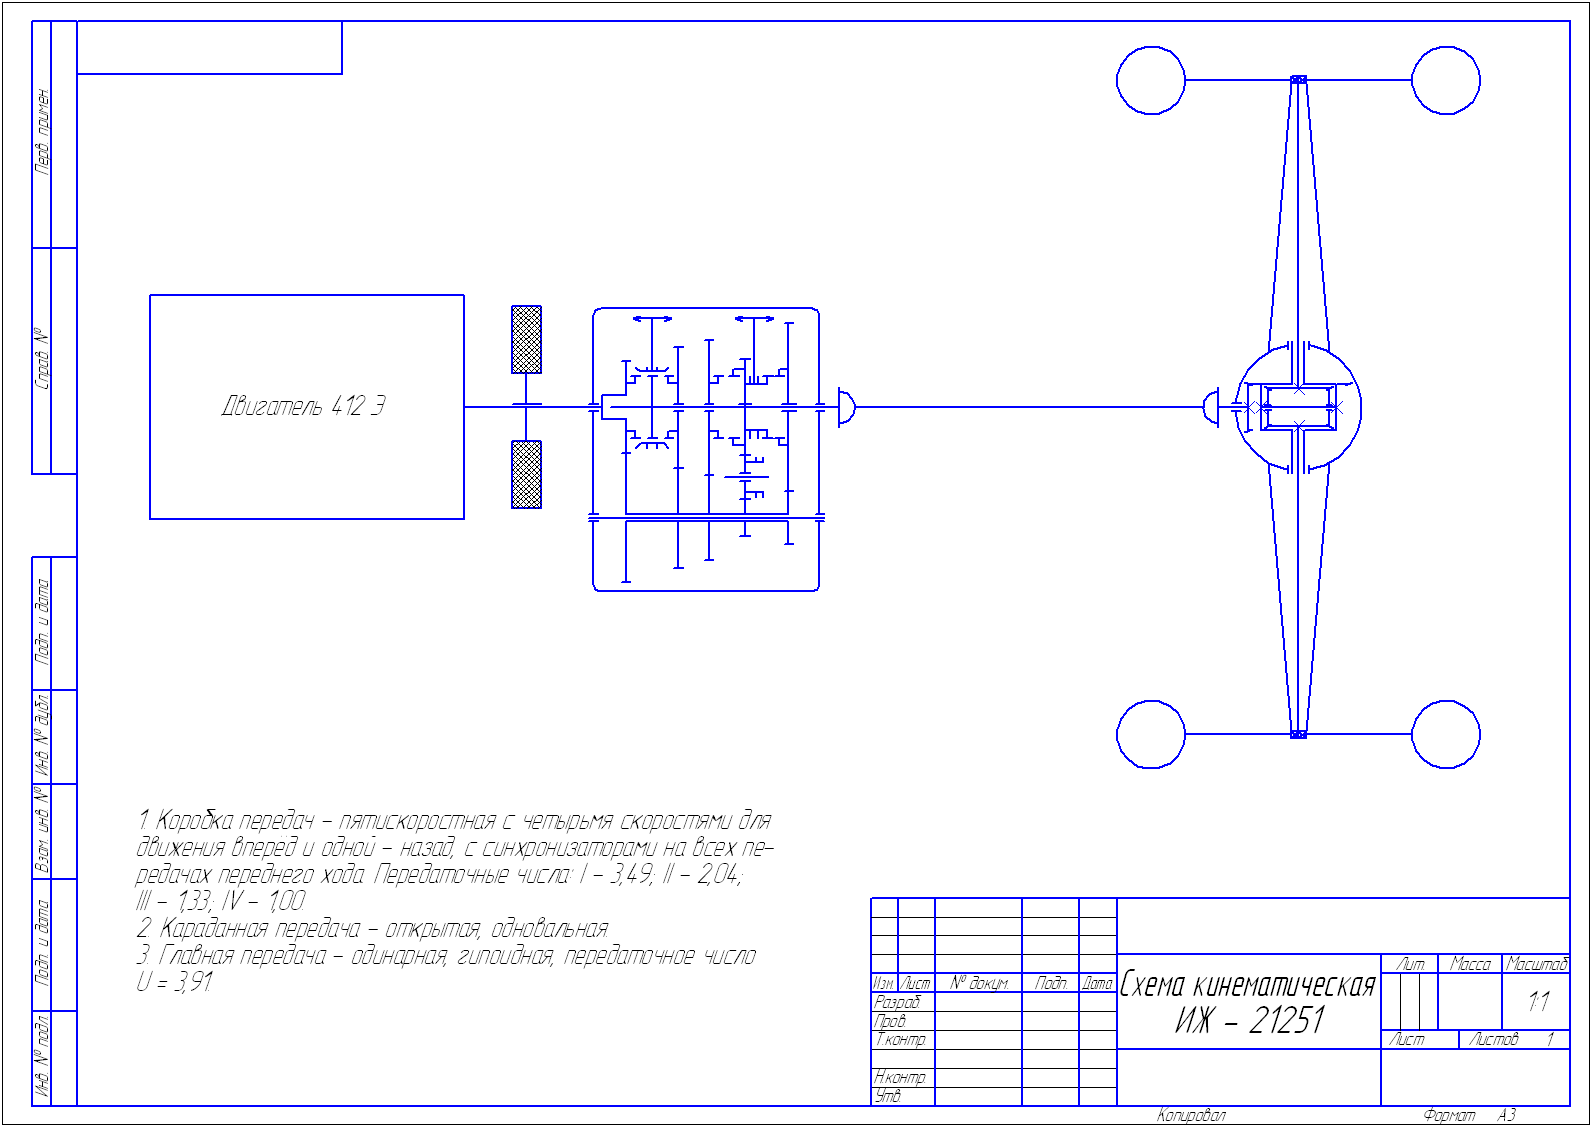 Перв. примен.
Справ. №
Подп. и дата
Инв. № дубл.
Взам. инв. №
Подп. и дата
Инв. № подл.
Двигатель 412 Э
1. Коробка передач – пятискоростная с четырьмя скоростями для
движения вперёд и одной – назад, с синхронизаторами на всех пе-
редачах переднего хода. Передаточные числа: I – 3,49; II – 2,04;
III – 1,33; IV – 1,00.
2. Караданная передача – открытая, одновальная.
3. Главная передача – одинарная, гипоидная, передаточное число
U = 3,91.
Изм. Лист № докум. Подп. Дата
Разраб.
Пров.
Т.контр.
Н.контр.
Утв.
Схема кинематическая
ИЖ – 21251
Лит. Масса Масштаб
1:1
Лист Листов 1
Копировал Формат А3